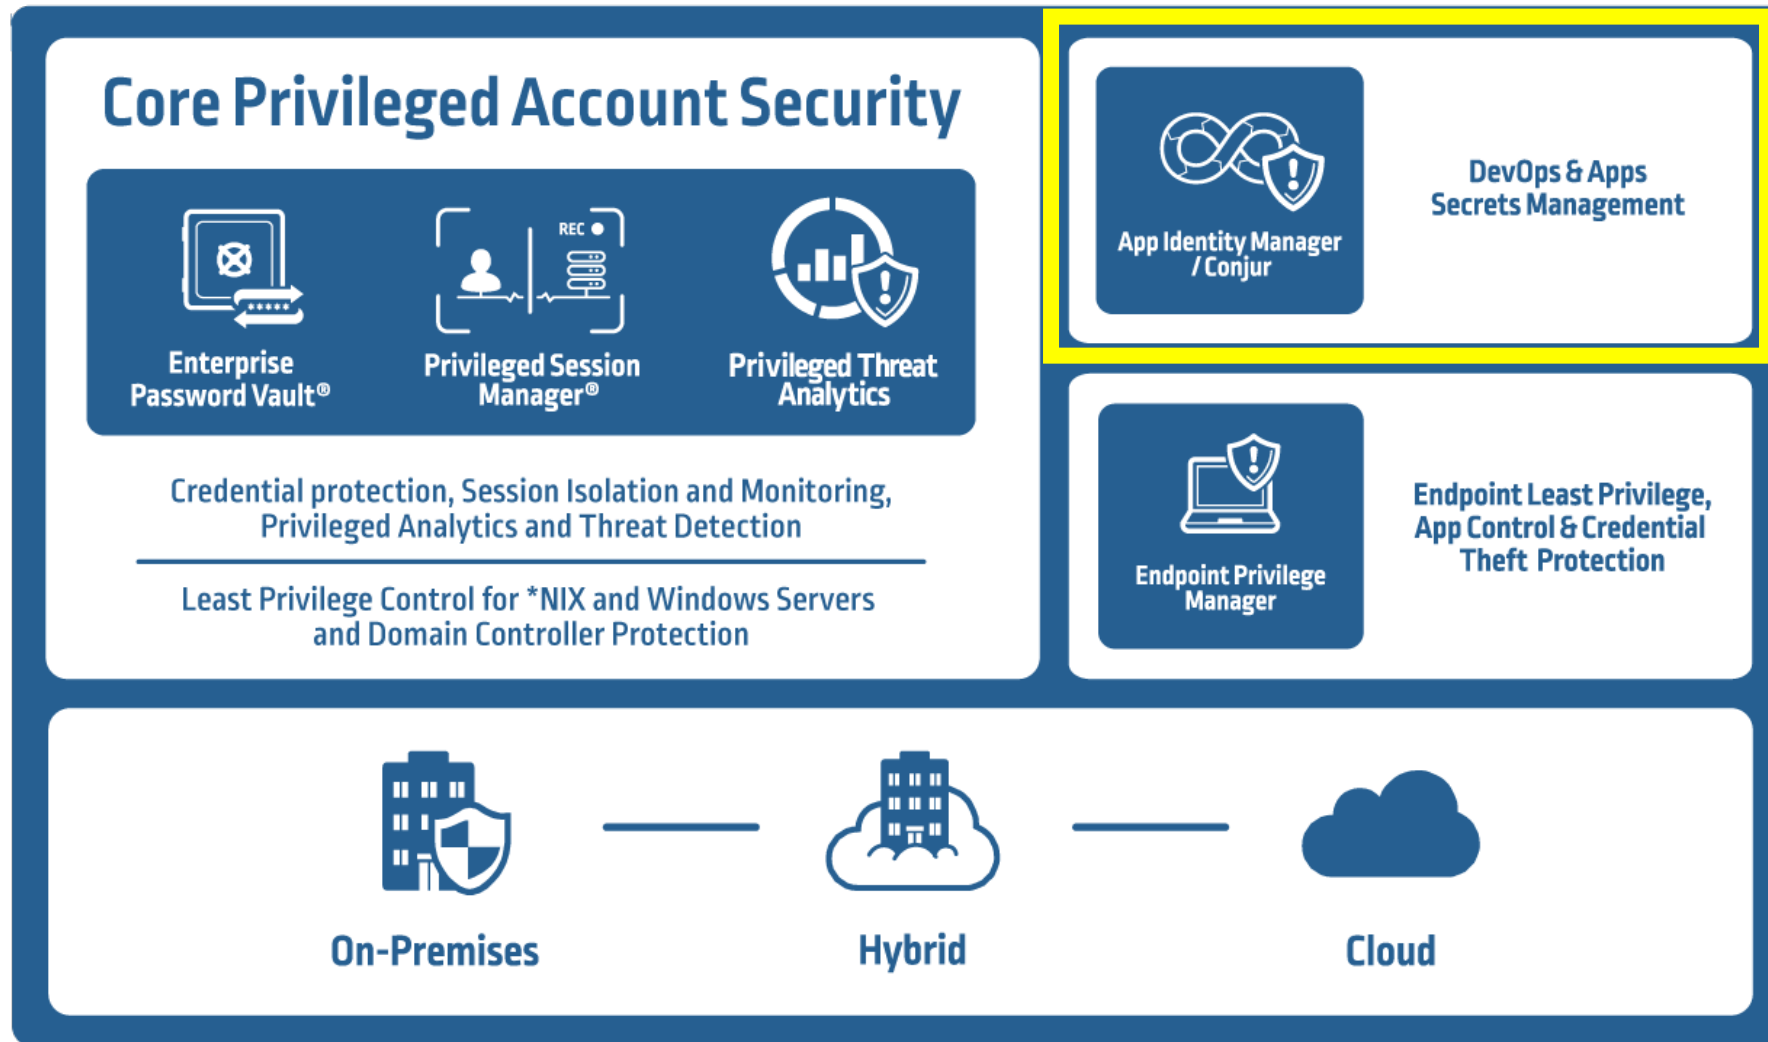 Core Privileged Account Security
REC
Enterprise
Password Vault®
Privileged Session
Manager®
Privileged Threat
Analytics
*****
Credential protection, Session Isolation and Monitoring,
Privileged Analytics and Threat Detection
Least Privilege Control for *NIX and Windows Servers
and Domain Controller Protection
App Identity Manager
/ Conjur
DevOps & Apps
Secrets Management
Endpoint Privilege
Manager
Endpoint Least Privilege,
App Control & Credential
Theft Protection
On-Premises
Hybrid
Cloud